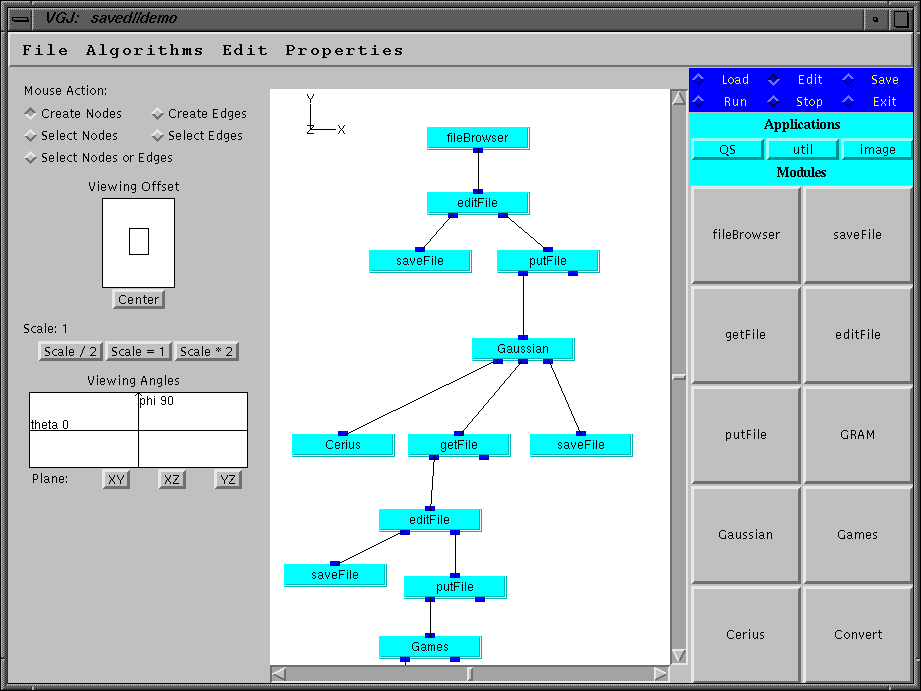 VGJ: saved//demo
File Algorithms Edit Properties
Mouse Action:
Create Nodes Create Edges
Select Nodes Select Edges
Select Nodes or Edges
Viewing Offset
Center
Scale: 1
Scale / 2 Scale = 1 Scale * 2
Viewing Angles
phi 90
theta 0
Plane: XY XZ YZ
Y
Z X
fileBrowser
editFile
saveFile putFile
Gaussian
Cerius getFile saveFile
editFile
saveFile
putFile
Games
Load Edit Save
Run Stop Exit
Applications
QS util image
Modules
fileBrowser saveFile
getFile editFile
putFile GRAM
Gaussian Games
Cerius Convert